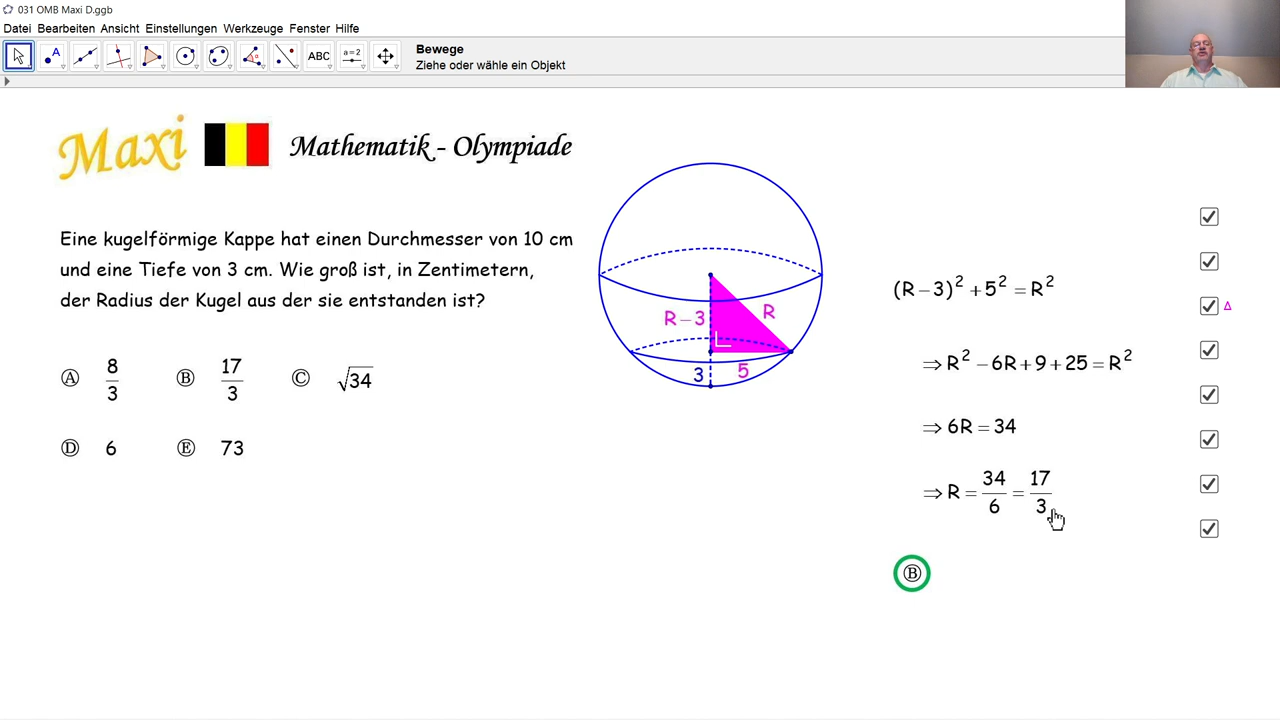 031 OMB Maxi D.ggb
Datei Bearbeiten Ansicht Einstellungen Werkzeuge Fenster Hilfe
A
ABC
a=2
Bewege
Ziehe oder wähle ein Objekt
Maxi
Mathematik - Olympiade
Eine kugelförmige Kappe hat einen Durchmesser von 10 cm
und eine Tiefe von 3 cm. Wie groß ist, in Zentimetern,
der Radius der Kugel aus der sie entstanden ist?
Ⓐ 8/3 Ⓑ 17/3 Ⓒ √34
Ⓓ 6 Ⓔ 73
R−3
R
3
5
(R−3)² + 5² = R²
⇒ R² − 6R + 9 + 25 = R²
⇒ 6R = 34
⇒ R = 34/6 = 17/3
Ⓑ
Δ